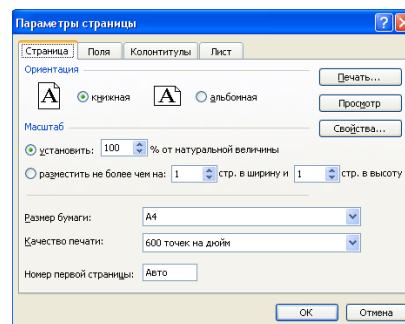 Параметры страницы
Страница Поля Колонтитулы Лист
Ориентация
A книжная A альбомная
Печать...
Просмотр
Свойства...
Масштаб
установить: 100 % от натуральной величины
разместить не более чем на: 1 стр. в ширину и 1 стр. в высоту
Размер бумаги: A4
Качество печати: 600 точек на дюйм
Номер первой страницы: Авто
ОК Отмена